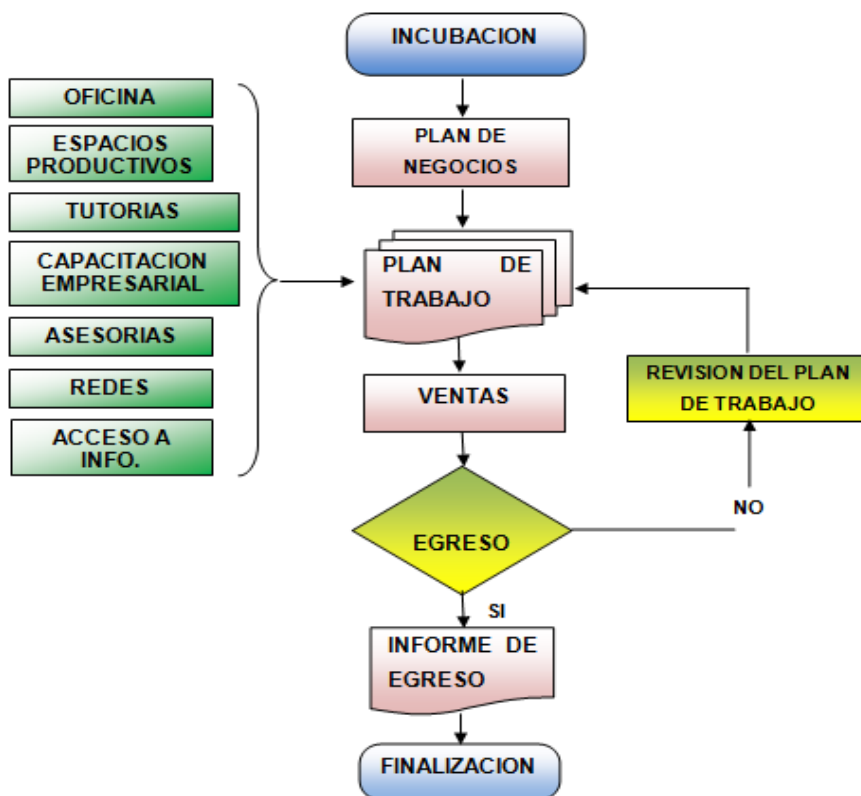 INCUBACION
OFICINA
ESPACIOS
PRODUCTIVOS
TUTORIAS
CAPACITACION
EMPRESARIAL
ASESORIAS
REDES
ACCESO A
INFO.
PLAN DE
NEGOCIOS
PLAN DE
TRABAJO
VENTAS
REVISION DEL PLAN
DE TRABAJO
EGRESO
NO
SI
INFORME DE
EGRESO
FINALIZACION